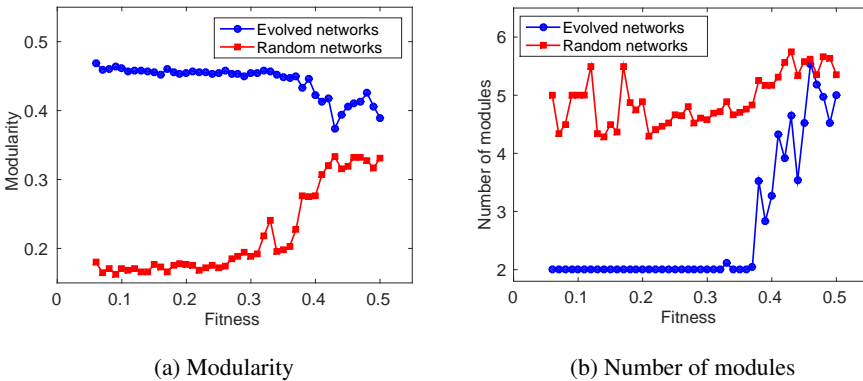 Evolved networks
Random networks
0.5
0.4
0.3
0.2
0
0.1
0.2
0.3
0.4
0.5
Modularity
Fitness
(a) Modularity
Evolved networks
Random networks
6
5
4
3
2
0
0.1
0.2
0.3
0.4
0.5
Number of modules
Fitness
(b) Number of modules